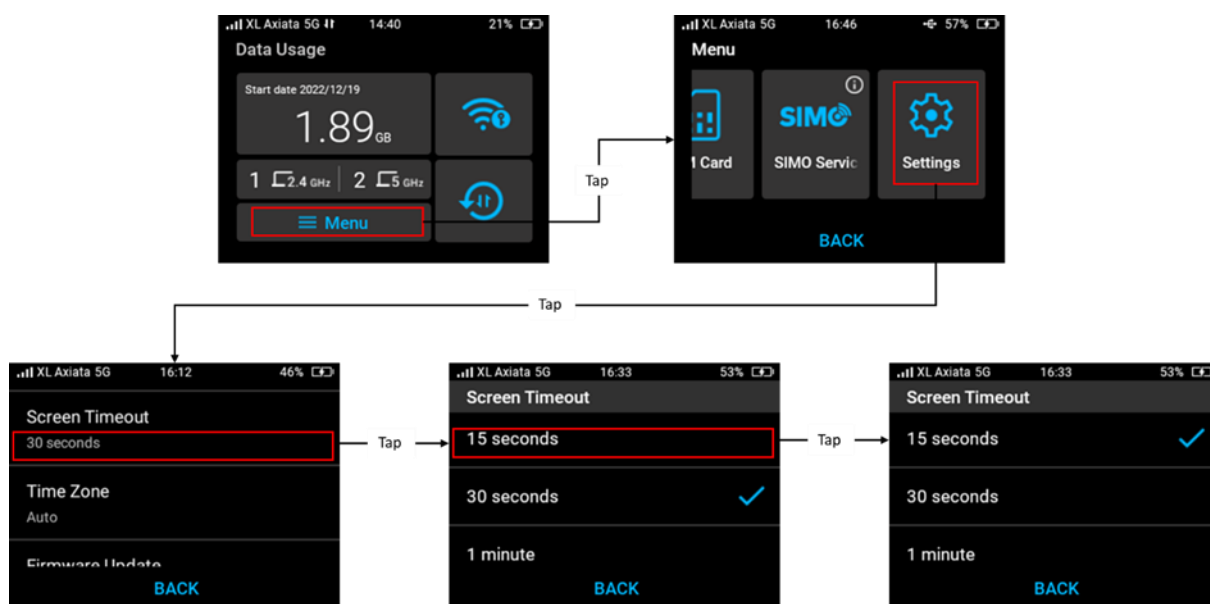 XL Axiata 5G 14:40 21%
Data Usage
Start date 2022/12/19
1.89 GB
1 2.4 GHz 2 5 GHz
Menu
Tap
XL Axiata 5G 16:46 57%
Menu
M Card
SIMO Servic
Settings
BACK
Tap
XL Axiata 5G 16:12 46%
Screen Timeout
30 seconds
Time Zone
Auto
Firmware Update
BACK
Tap
XL Axiata 5G 16:33 53%
Screen Timeout
15 seconds
30 seconds
1 minute
BACK
Tap
XL Axiata 5G 16:33 53%
Screen Timeout
15 seconds
30 seconds
1 minute
BACK